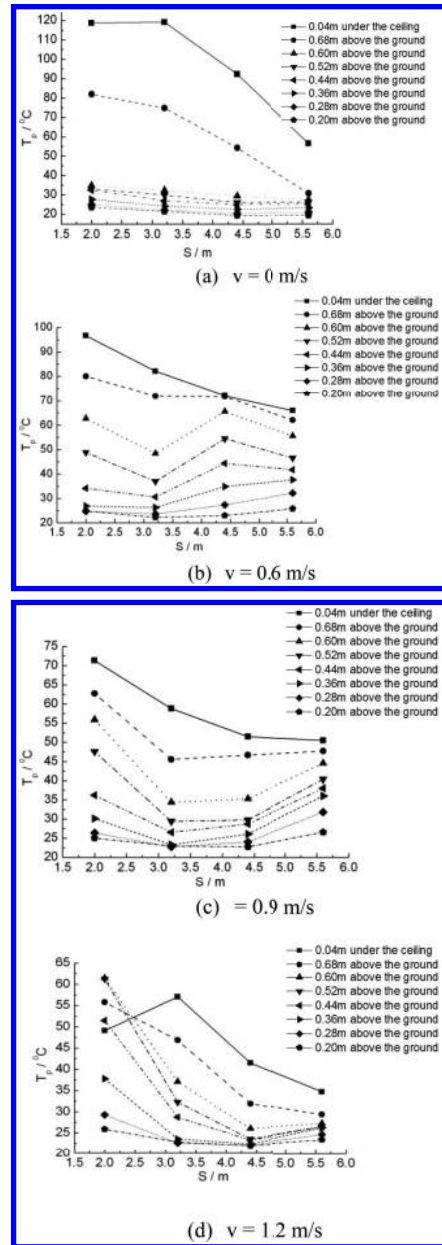 120
110
100
90
80
70
60
50
40
30
20
T_p / °C
0.04m under the ceiling
0.68m above the ground
0.60m above the ground
0.52m above the ground
0.44m above the ground
0.36m above the ground
0.28m above the ground
0.20m above the ground
1.5 2.0 2.5 3.0 3.5 4.0 4.5 5.0 5.5 6.0
S / m
(a) v = 0 m/s
0.04m under the ceiling
0.68m above the ground
0.60m above the ground
0.52m above the ground
0.44m above the ground
0.36m above the ground
0.28m above the ground
0.20m above the ground
100
90
80
70
60
50
40
30
20
T_p / °C
1.5 2.0 2.5 3.0 3.5 4.0 4.5 5.0 5.5 6.0
S / m
(b) v = 0.6 m/s
0.04m under the ceiling
0.68m above the ground
0.60m above the ground
0.52m above the ground
0.44m above the ground
0.36m above the ground
0.28m above the ground
0.20m above the ground
75
70
65
60
55
50
45
40
35
30
25
20
T_p / °C
1.5 2.0 2.5 3.0 3.5 4.0 4.5 5.0 5.5 6.0
S / m
(c) = 0.9 m/s
0.04m under the ceiling
0.68m above the ground
0.60m above the ground
0.52m above the ground
0.44m above the ground
0.36m above the ground
0.28m above the ground
0.20m above the ground
65
60
55
50
45
40
35
30
25
20
T_p / °C
1.5 2.0 2.5 3.0 3.5 4.0 4.5 5.0 5.5 6.0
S / m
(d) v = 1.2 m/s